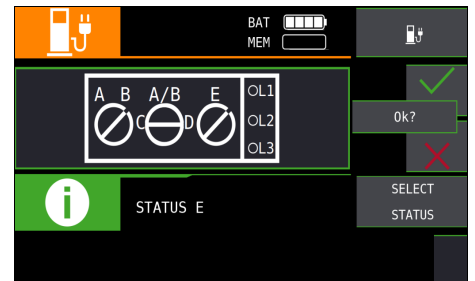 BAT
MEM
A B A/B E
C D
OL1
OL2
OL3
Ok?
i STATUS E
SELECT
STATUS